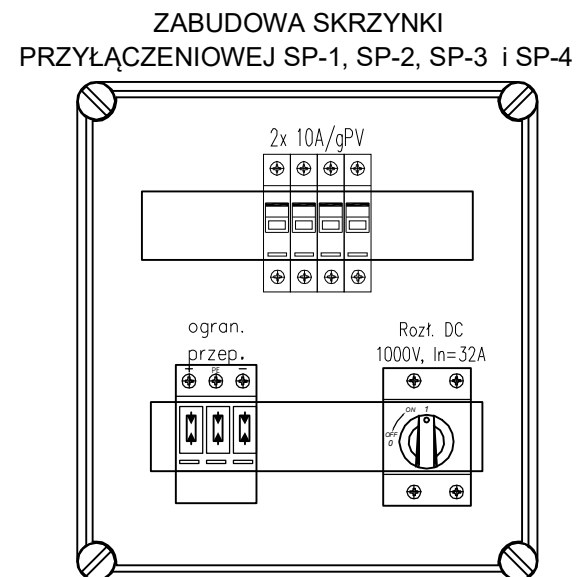 ZABUDOWA SKRZYNKI
PRZYŁĄCZENIOWEJ SP-1, SP-2, SP-3 i SP-4
2x 10A/gPV
ogran.
przep.
+ PE −
Rozł. DC
1000V, In=32A
ON 1
OFF
0